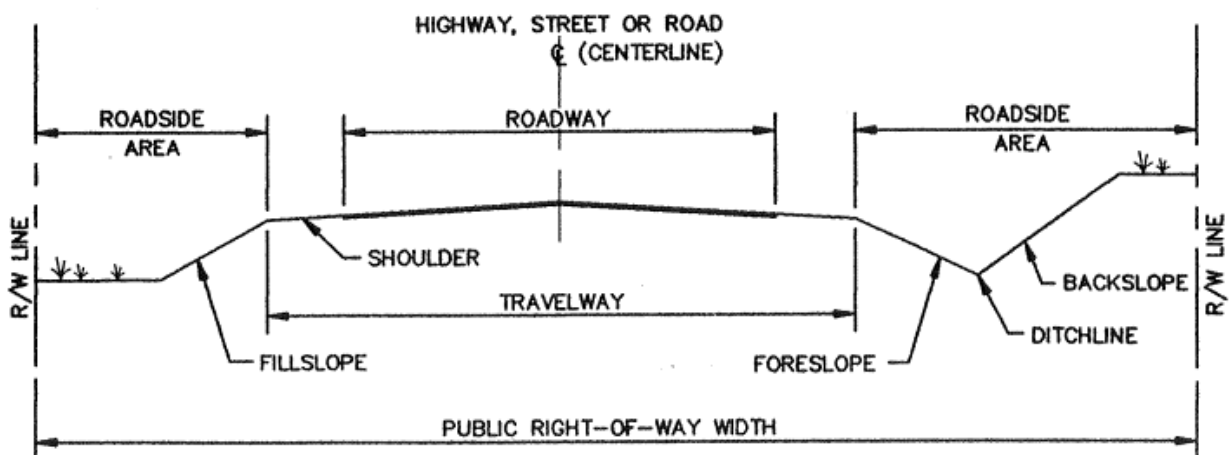 HIGHWAY, STREET OR ROAD
℄ (CENTERLINE)
ROADSIDE
AREA
ROADWAY
ROADSIDE
AREA
R/W LINE
SHOULDER
TRAVELWAY
FILLSLOPE
FORESLOPE
BACKSLOPE
DITCHLINE
R/W LINE
PUBLIC RIGHT-OF-WAY WIDTH